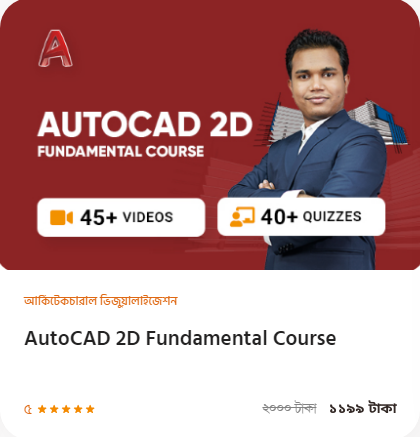 AUTOCAD 2D
FUNDAMENTAL COURSE
45+ VIDEOS
40+ QUIZZES
আর্কিটেকচারাল ভিজুয়ালাইজেশন
AutoCAD 2D Fundamental Course
৫
২০০০ টাকা ১১৯৯ টাকা